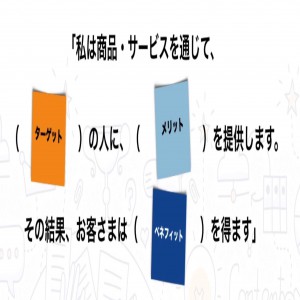 「私は商品・サービスを通じて、
( ターゲット )の人に、( メリット )を提供します。
その結果、お客さまは( ベネフィット )を得ます」